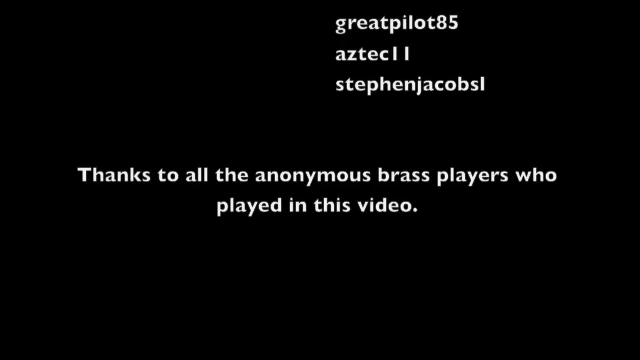 greatpilot85
aztec11
stephenjacobsl
Thanks to all the anonymous brass players who
played in this video.